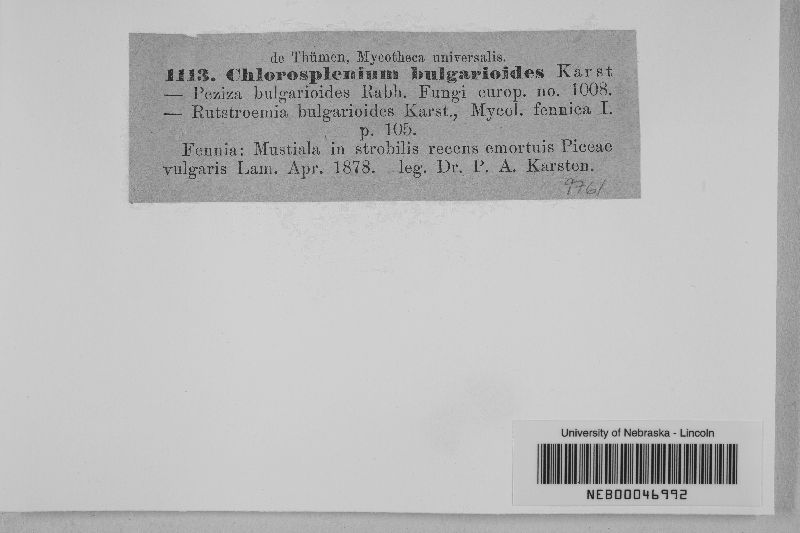 de Thümen, Mycotheca universalis.
1113. Chlorosplenium bulgarioides Karst
— Peziza bulgarioides Rabh. Fungi europ. no. 1008.
— Rutstroemia bulgarioides Karst., Mycol. fennica I.
p. 105.
Fennia: Mustiala in strobilis recens emortuis Piceae
vulgaris Lam. Apr. 1878. leg. Dr. P. A. Karsten.
9761
University of Nebraska - Lincoln
NEB00046992